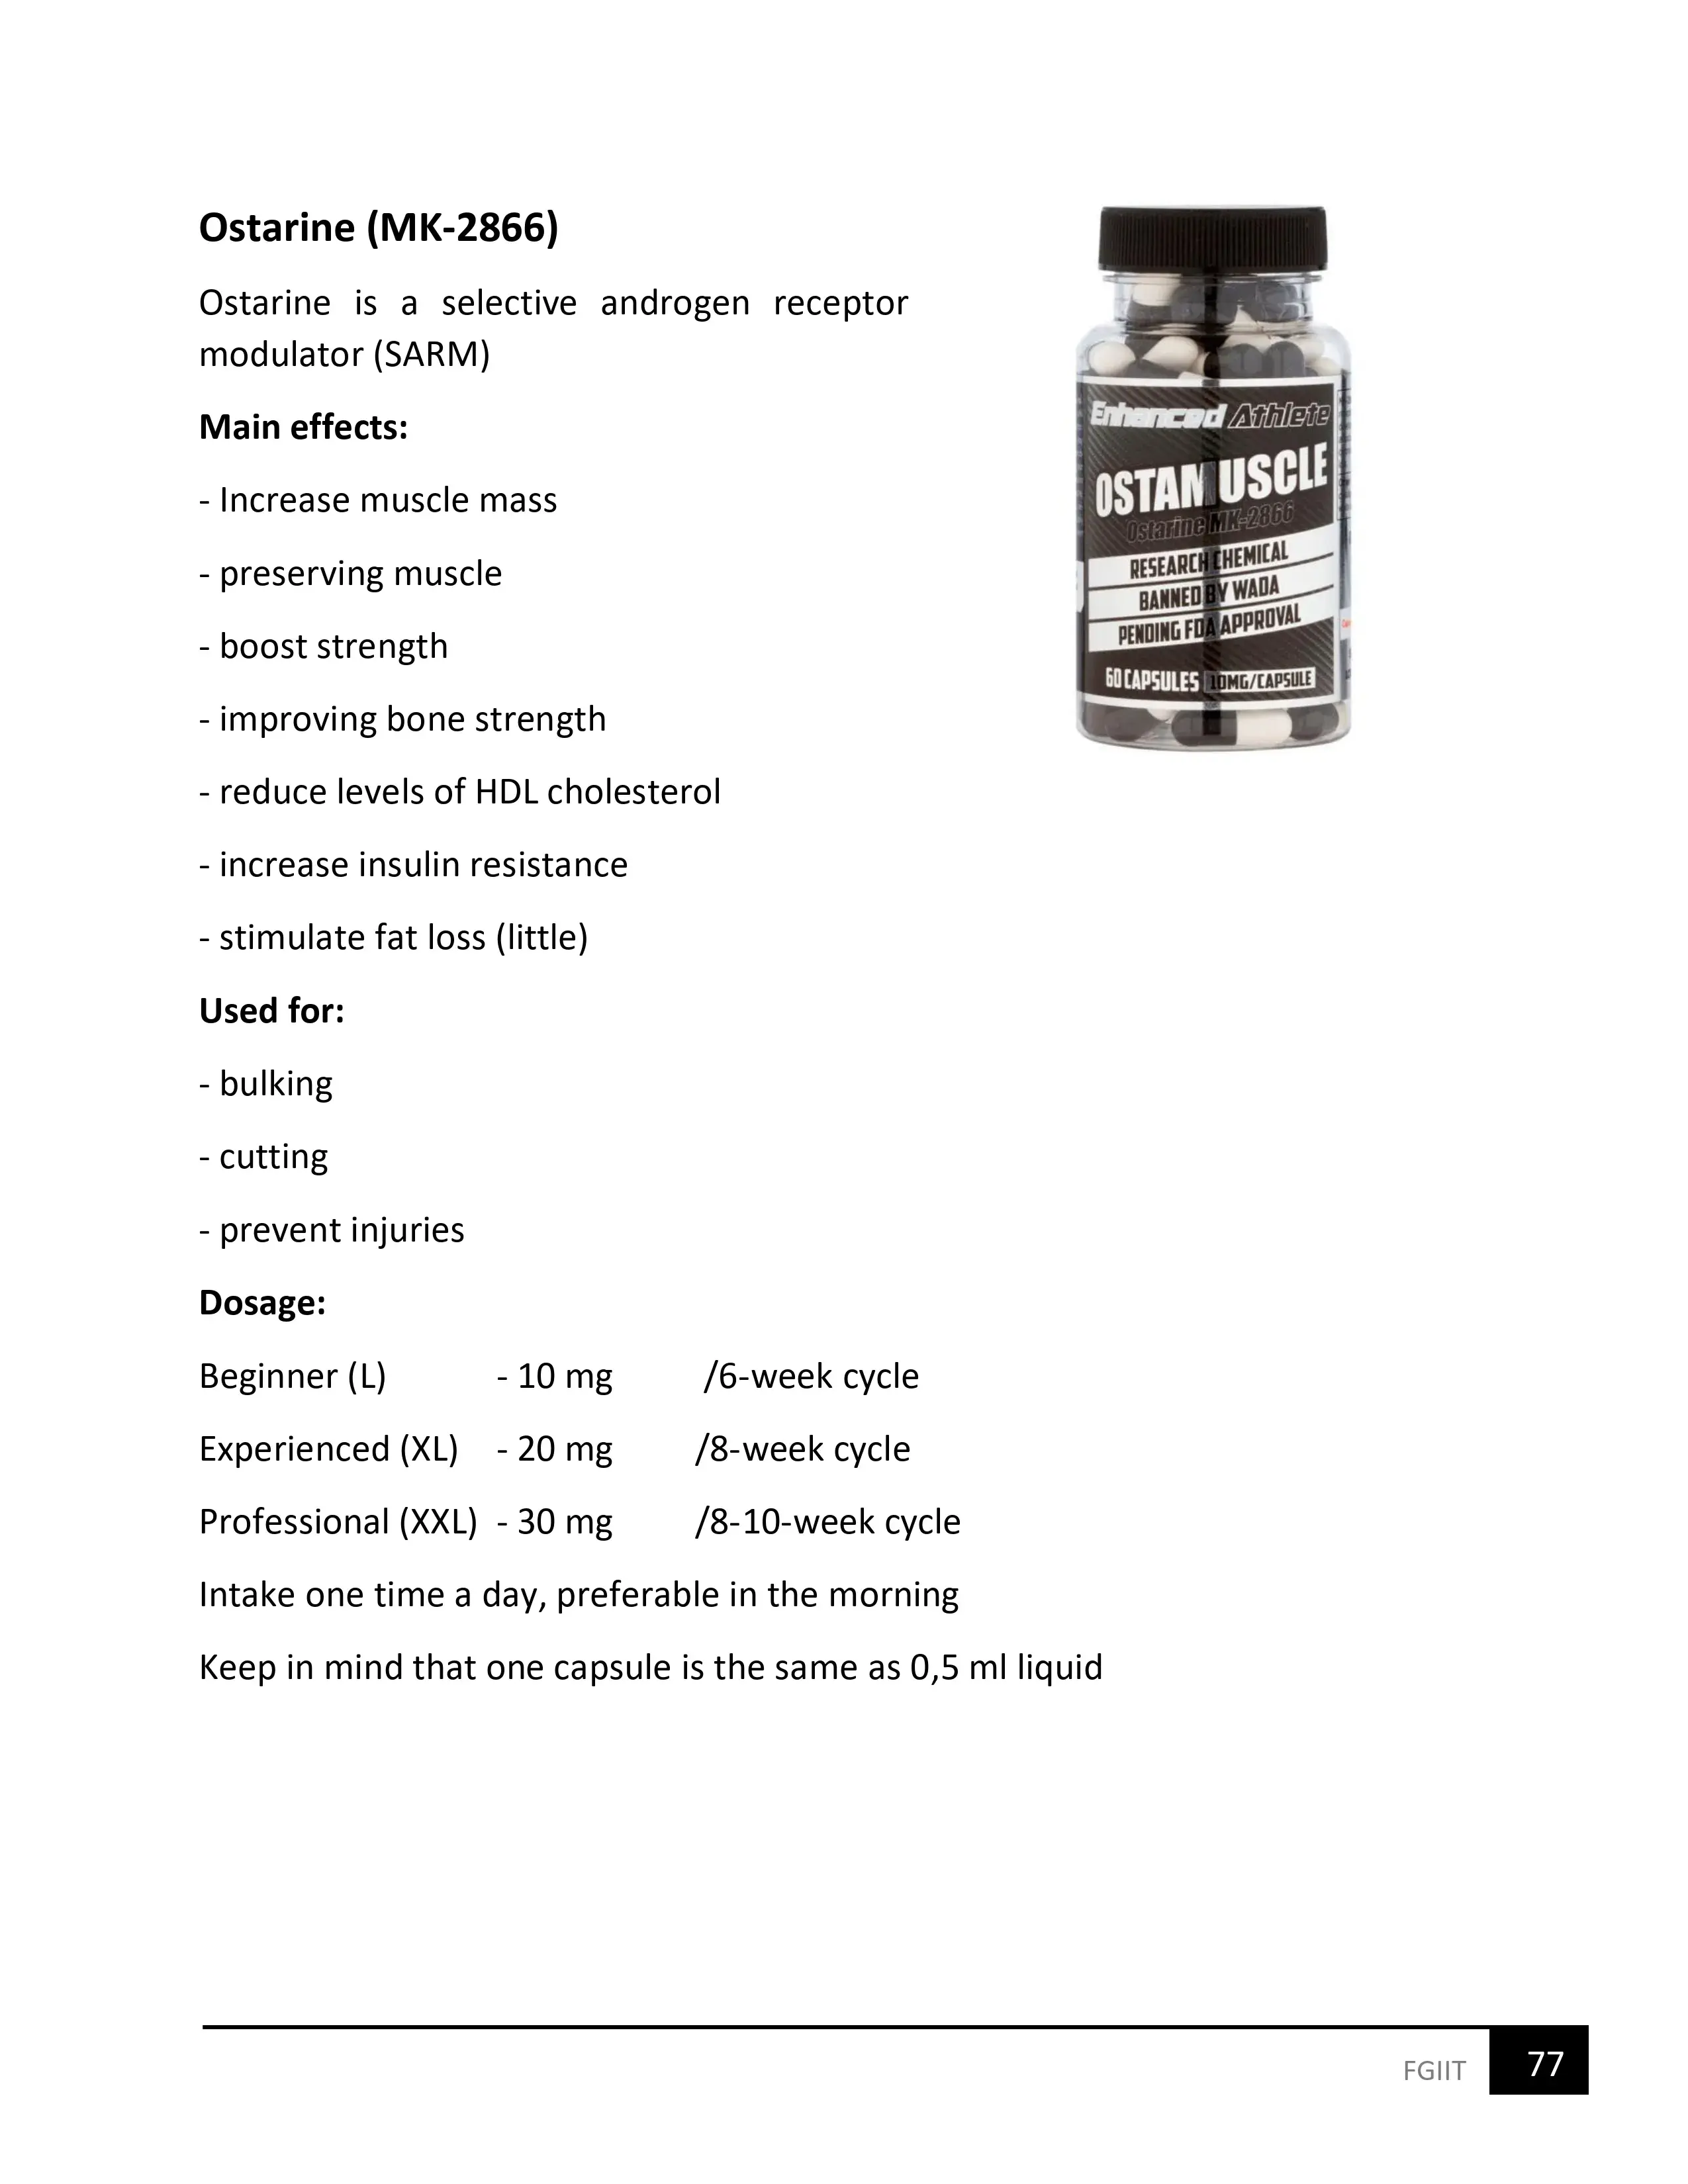 Ostarine (MK-2866)
Ostarine is a selective androgen receptor
modulator (SARM)
Main effects:
- Increase muscle mass
- preserving muscle
- boost strength
- improving bone strength
- reduce levels of HDL cholesterol
- increase insulin resistance
- stimulate fat loss (little)
Used for:
- bulking
- cutting
- prevent injuries
Dosage:
Beginner (L) - 10 mg /6-week cycle
Experienced (XL) - 20 mg /8-week cycle
Professional (XXL) - 30 mg /8-10-week cycle
Intake one time a day, preferable in the morning
Keep in mind that one capsule is the same as 0,5 ml liquid
Enhanced Athlete
OSTAMUSCLE
Ostarine MK-2866
RESEARCH CHEMICAL
BANNED BY WADA
PENDING FDA APPROVAL
60 CAPSULES 10MG/CAPSULE
FGIIT 77